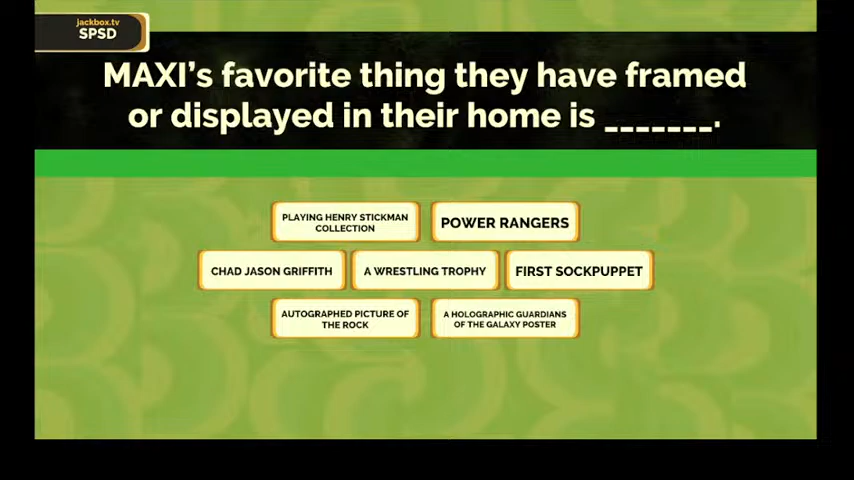 jackbox.tv
SPSD
MAXI's favorite thing they have framed
or displayed in their home is _______.
PLAYING HENRY STICKMAN
COLLECTION
POWER RANGERS
CHAD JASON GRIFFITH
A WRESTLING TROPHY
FIRST SOCKPUPPET
AUTOGRAPHED PICTURE OF
THE ROCK
A HOLOGRAPHIC GUARDIANS
OF THE GALAXY POSTER